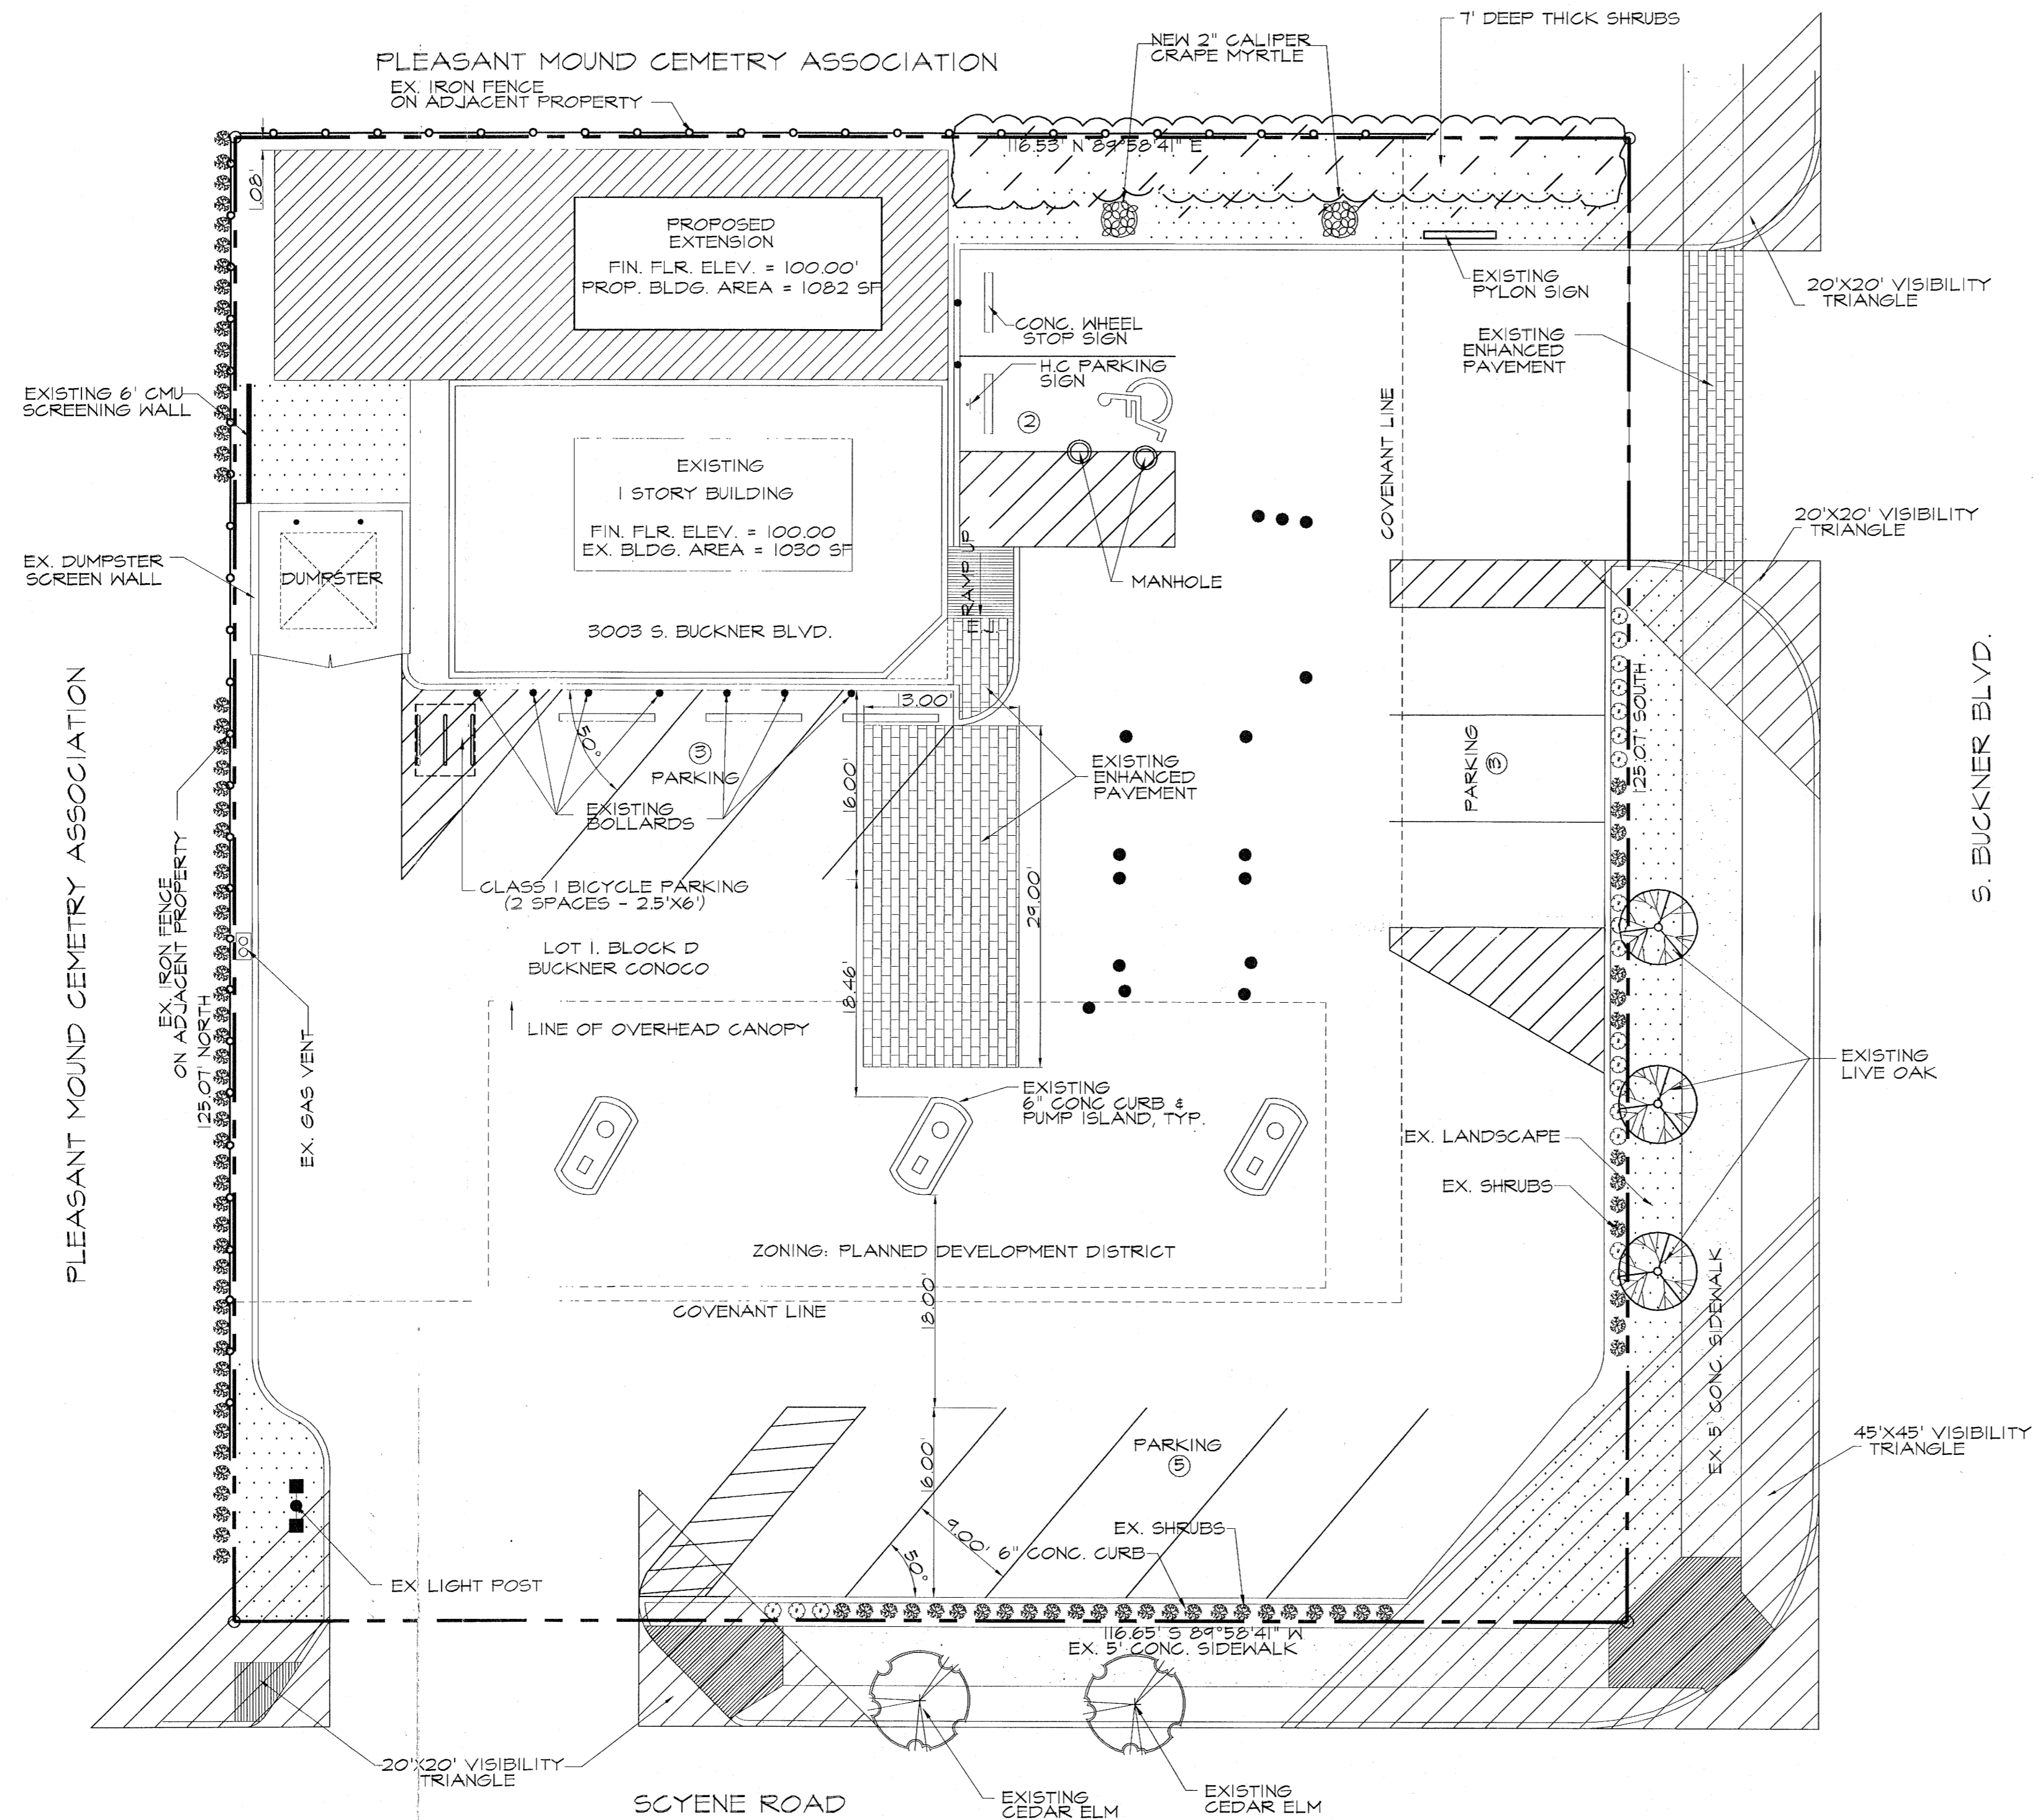 7' DEEP THICK SHRUBS
NEW 2" CALIPER
CRAPE MYRTLE
PLEASANT MOUND CEMETRY ASSOCIATION
EX. IRON FENCE
ON ADJACENT PROPERTY
116.53' N 89°58'41" E
1.08'
PROPOSED
EXTENSION
FIN. FLR. ELEV. = 100.00'
PROP. BLDG. AREA = 1082 SF
EXISTING
PYLON SIGN
20'X20' VISIBILITY
TRIANGLE
CONC. WHEEL
STOP SIGN
H.C PARKING
SIGN
2
EXISTING
ENHANCED
PAVEMENT
COVENANT LINE
EXISTING 6' CMU
SCREENING WALL
EXISTING
1 STORY BUILDING
FIN. FLR. ELEV. = 100.00
EX. BLDG. AREA = 1030 SF
3003 S. BUCKNER BLVD.
20'X20' VISIBILITY
TRIANGLE
EX. DUMPSTER
SCREEN WALL
DUMPSTER
RAMP UP
E.J.
MANHOLE
S. BUCKNER BLVD.
125.07' SOUTH
13.00'
50°
3
PARKING
EXISTING
BOLLARDS
16.00'
EXISTING
ENHANCED
PAVEMENT
PARKING
3
PLEASANT MOUND CEMETRY ASSOCIATION
EX. IRON FENCE
ON ADJACENT PROPERTY
125.07' NORTH
CLASS 1 BICYCLE PARKING
(2 SPACES - 2.5'X6')
29.00'
LOT 1, BLOCK D
BUCKNER CONOCO
18.46'
LINE OF OVERHEAD CANOPY
EX. GAS VENT
EXISTING
6" CONC CURB &
PUMP ISLAND, TYP.
EXISTING
LIVE OAK
EX. LANDSCAPE
EX. SHRUBS
ZONING: PLANNED DEVELOPMENT DISTRICT
COVENANT LINE
18.00'
EX. 5' CONC. SIDEWALK
45'X45' VISIBILITY
TRIANGLE
PARKING
5
16.00'
9.00'
50°
EX. SHRUBS
6" CONC. CURB
EX LIGHT POST
116.65' S 89°58'41" W
EX. 5' CONC. SIDEWALK
20'X20' VISIBILITY
TRIANGLE
SCYENE ROAD
EXISTING
CEDAR ELM
EXISTING
CEDAR ELM